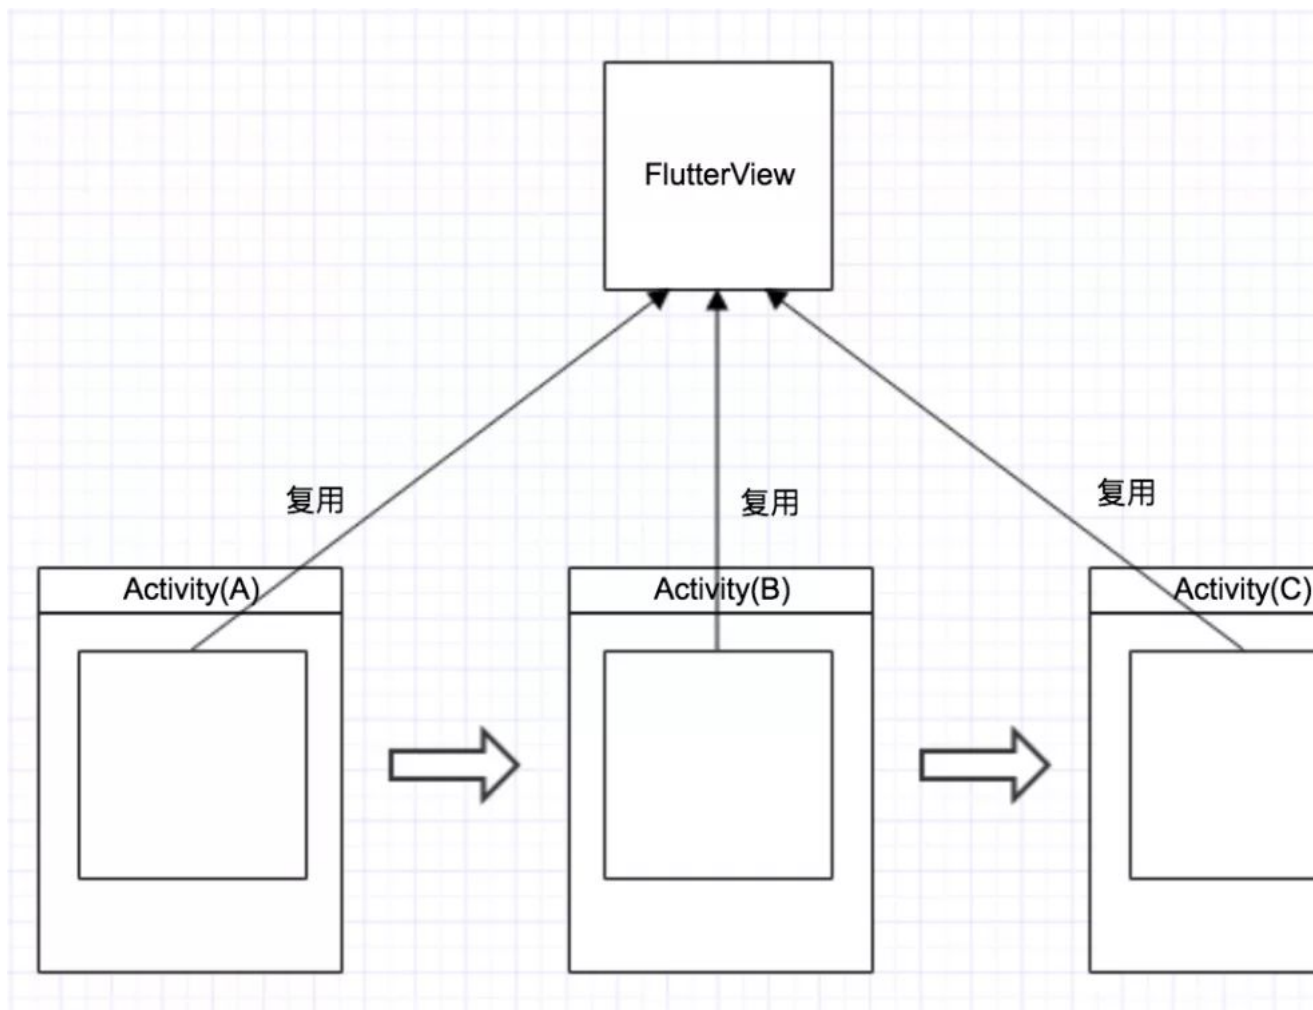 FlutterView
复用
复用
复用
Activity(A)
Activity(B)
Activity(C)